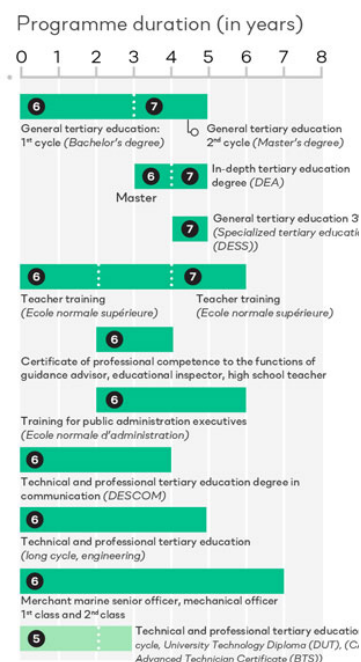 Programme duration (in years)
0 1 2 3 4 5 6 7 8
6 7
General tertiary education: General tertiary education
1st cycle (Bachelor's degree) 2nd cycle (Master's degree)
6 7 In-depth tertiary education
degree (DEA)
Master
7 General tertiary education 3
(Specialized tertiary education
(DESS))
6 7
Teacher training Teacher training
(Ecole normale supérieure) (Ecole normale supérieure)
6
Certificate of professional competence to the functions of
guidance advisor, educational inspector, high school teacher
6
Training for public administration executives
(Ecole normale d'administration)
6
Technical and professional tertiary education degree in
communication (DESCOM)
6
Technical and professional tertiary education
(long cycle, engineering)
6
Merchant marine senior officer, mechanical officer
1st class and 2nd class
5 Technical and professional tertiary education
cycle, University Technology Diploma (DUT), (C
Advanced Technician Certificate (BTS))